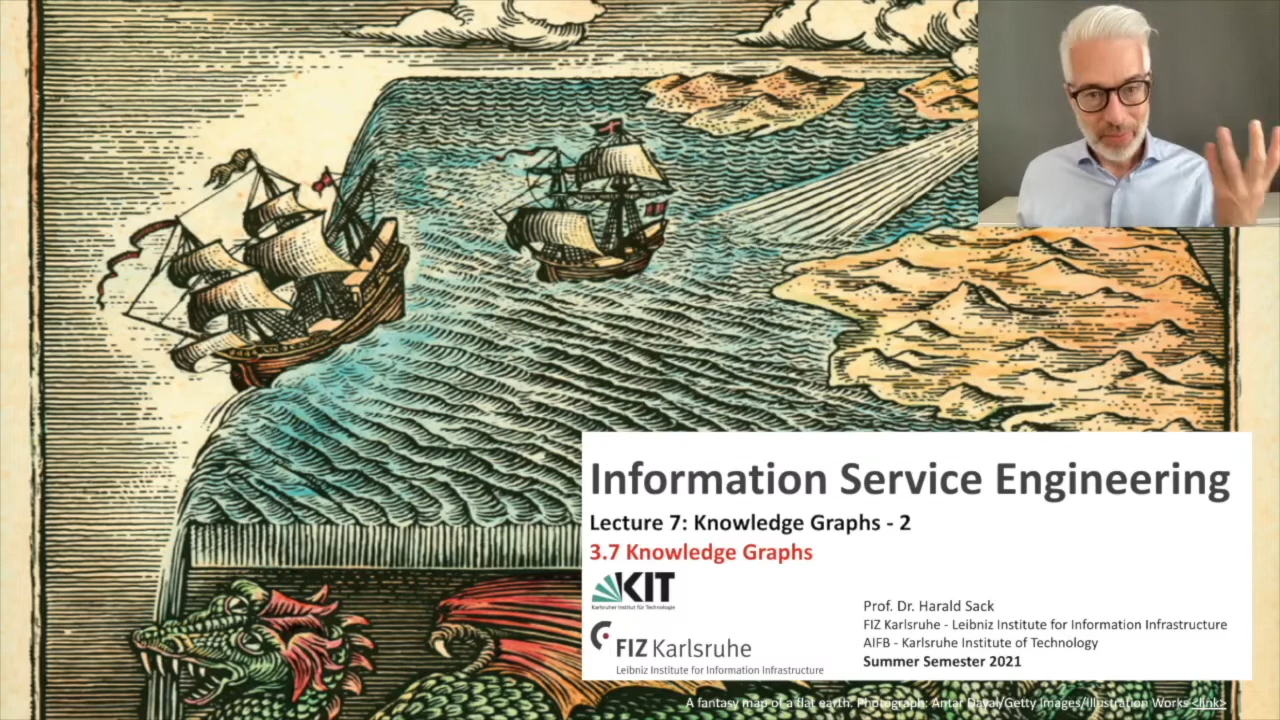 Information Service Engineering
Lecture 7: Knowledge Graphs - 2
3.7 Knowledge Graphs
KIT
Karlsruher Institut für Technologie
FIZ Karlsruhe
Leibniz Institute for Information Infrastructure
Prof. Dr. Harald Sack
FIZ Karlsruhe - Leibniz Institute for Information Infrastructure
AIFB - Karlsruhe Institute of Technology
Summer Semester 2021
A fantasy map of a flat earth. Photograph: Antar Dayal/Getty Images/Illustration Works <link>